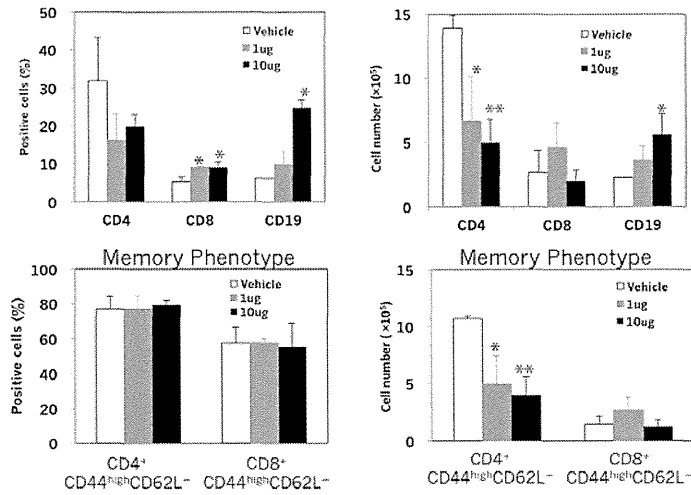 50
40
30
20
10
0
Positive cells (%)
Vehicle
1ug
10ug
*
*
*
CD4
CD8
CD19
15
10
5
0
Cell number (×10⁵)
Vehicle
1ug
10ug
*
**
*
CD4
CD8
CD19
Memory Phenotype
100
80
60
40
20
0
Positive cells (%)
Vehicle
1ug
10ug
CD4⁺
CD44ʰⁱᵍʰCD62L⁻
CD8⁺
CD44ʰⁱᵍʰCD62L⁻
Memory Phenotype
15
10
5
0
Cell number (×10⁵)
Vehicle
1ug
10ug
*
**
CD4⁺
CD44ʰⁱᵍʰCD62L⁻
CD8⁺
CD44ʰⁱᵍʰCD62L⁻